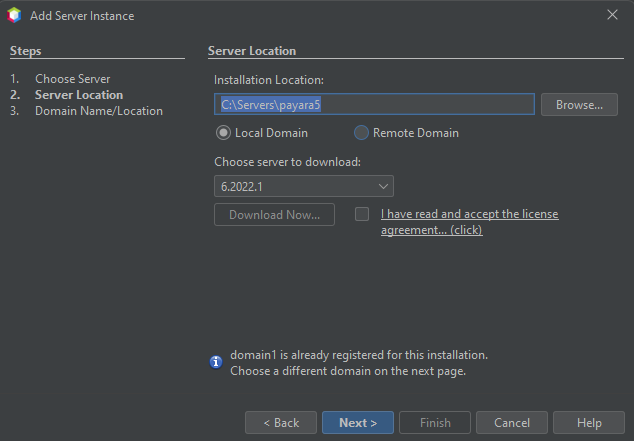 Add Server Instance
Steps
1. Choose Server
2. Server Location
3. Domain Name/Location
Server Location
Installation Location:
C:\Servers\payara5
Browse...
Local Domain
Remote Domain
Choose server to download:
6.2022.1
Download Now...
I have read and accept the license
agreement... (click)
domain1 is already registered for this installation.
Choose a different domain on the next page.
< Back
Next >
Finish
Cancel
Help